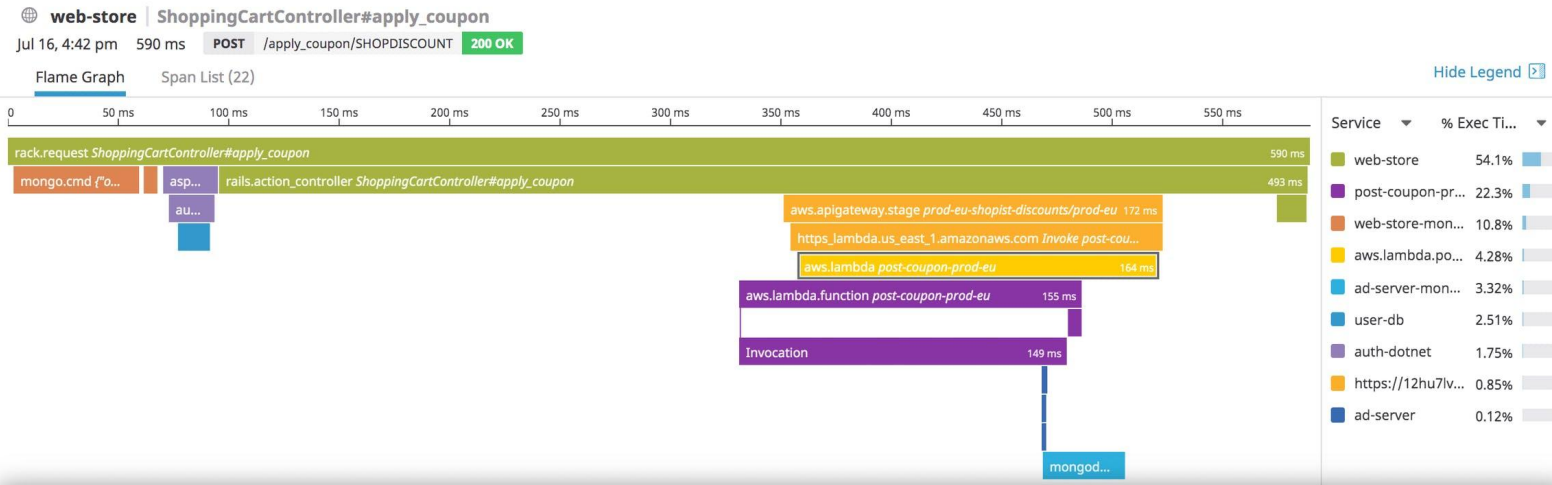 web-store | ShoppingCartController#apply_coupon
Jul 16, 4:42 pm 590 ms POST /apply_coupon/SHOPDISCOUNT 200 OK
Flame Graph Span List (22) Hide Legend
0 50 ms 100 ms 150 ms 200 ms 250 ms 300 ms 350 ms 400 ms 450 ms 500 ms 550 ms
rack.request ShoppingCartController#apply_coupon 590 ms
mongo.cmd {"o... asp... rails.action_controller ShoppingCartController#apply_coupon 493 ms
au... aws.apigateway.stage prod-eu-shopist-discounts/prod-eu 172 ms
https_lambda.us_east_1.amazonaws.com Invoke post-cou...
aws.lambda post-coupon-prod-eu 164 ms
aws.lambda.function post-coupon-prod-eu 155 ms
Invocation 149 ms
mongod...
Service % Exec Ti...
web-store 54.1%
post-coupon-pr... 22.3%
web-store-mon... 10.8%
aws.lambda.po... 4.28%
ad-server-mon... 3.32%
user-db 2.51%
auth-dotnet 1.75%
https://12hu7lv... 0.85%
ad-server 0.12%